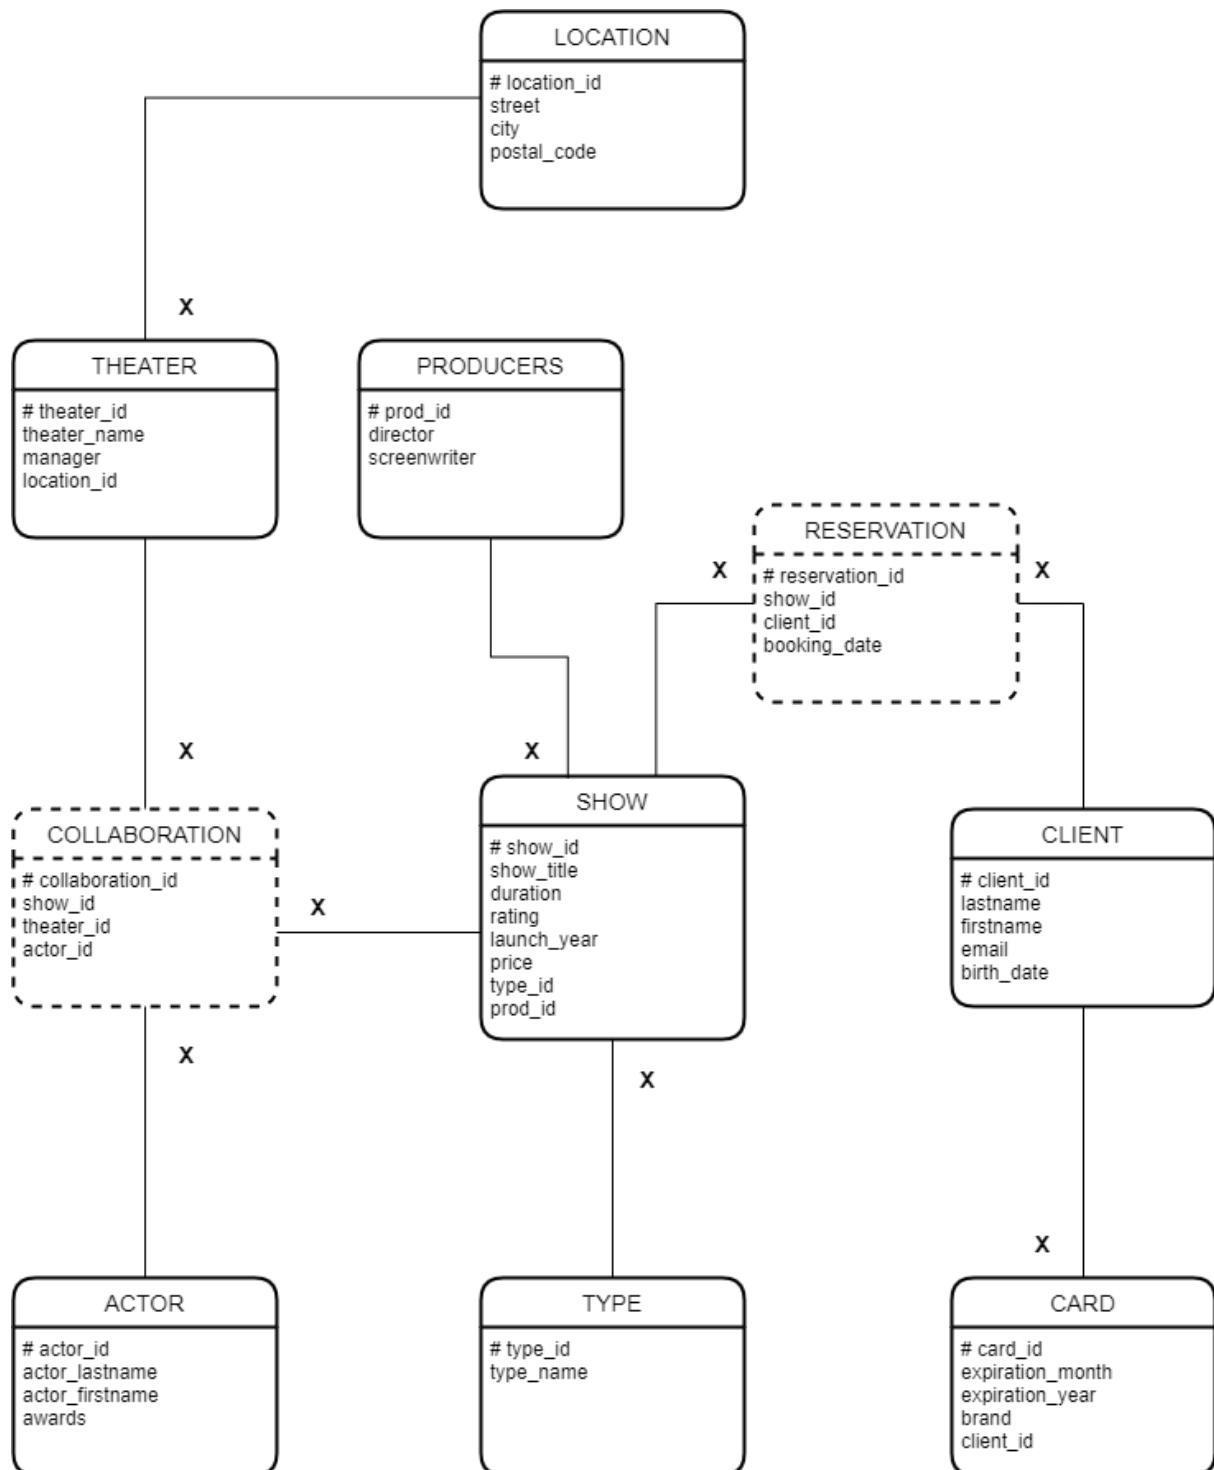 LOCATION
# location_id
street
city
postal_code
X
THEATER
# theater_id
theater_name
manager
location_id
PRODUCERS
# prod_id
director
screenwriter
RESERVATION
# reservation_id
show_id
client_id
booking_date
X
X
X
X
COLLABORATION
# collaboration_id
show_id
theater_id
actor_id
X
X
SHOW
# show_id
show_title
duration
rating
launch_year
price
type_id
prod_id
X
CLIENT
# client_id
lastname
firstname
email
birth_date
X
ACTOR
# actor_id
actor_lastname
actor_firstname
awards
TYPE
# type_id
type_name
CARD
# card_id
expiration_month
expiration_year
brand
client_id